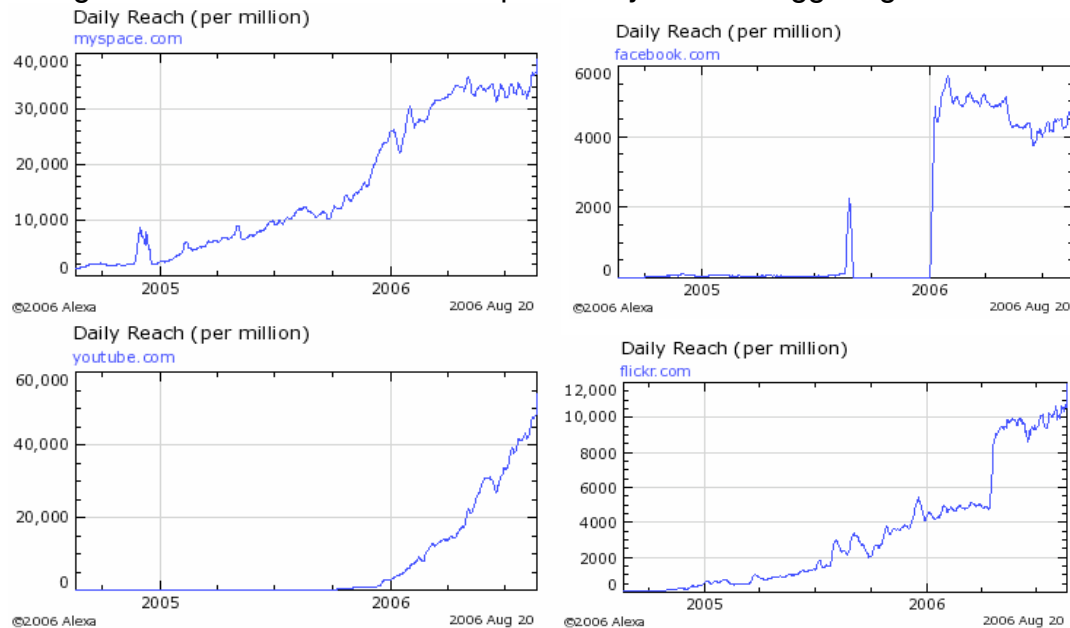 Daily Reach (per million)
myspace.com
40,000
30,000
20,000
10,000
0
2005 2006
©2006 Alexa 2006 Aug 20
Daily Reach (per million)
facebook.com
6000
4000
2000
0
2005 2006
©2006 Alexa 2006 Aug 20
Daily Reach (per million)
youtube.com
60,000
40,000
20,000
0
2005 2006
©2006 Alexa 2006 Aug 20
Daily Reach (per million)
flickr.com
12,000
10,000
8000
6000
4000
2000
0
2005 2006
©2006 Alexa 2006 Aug 20